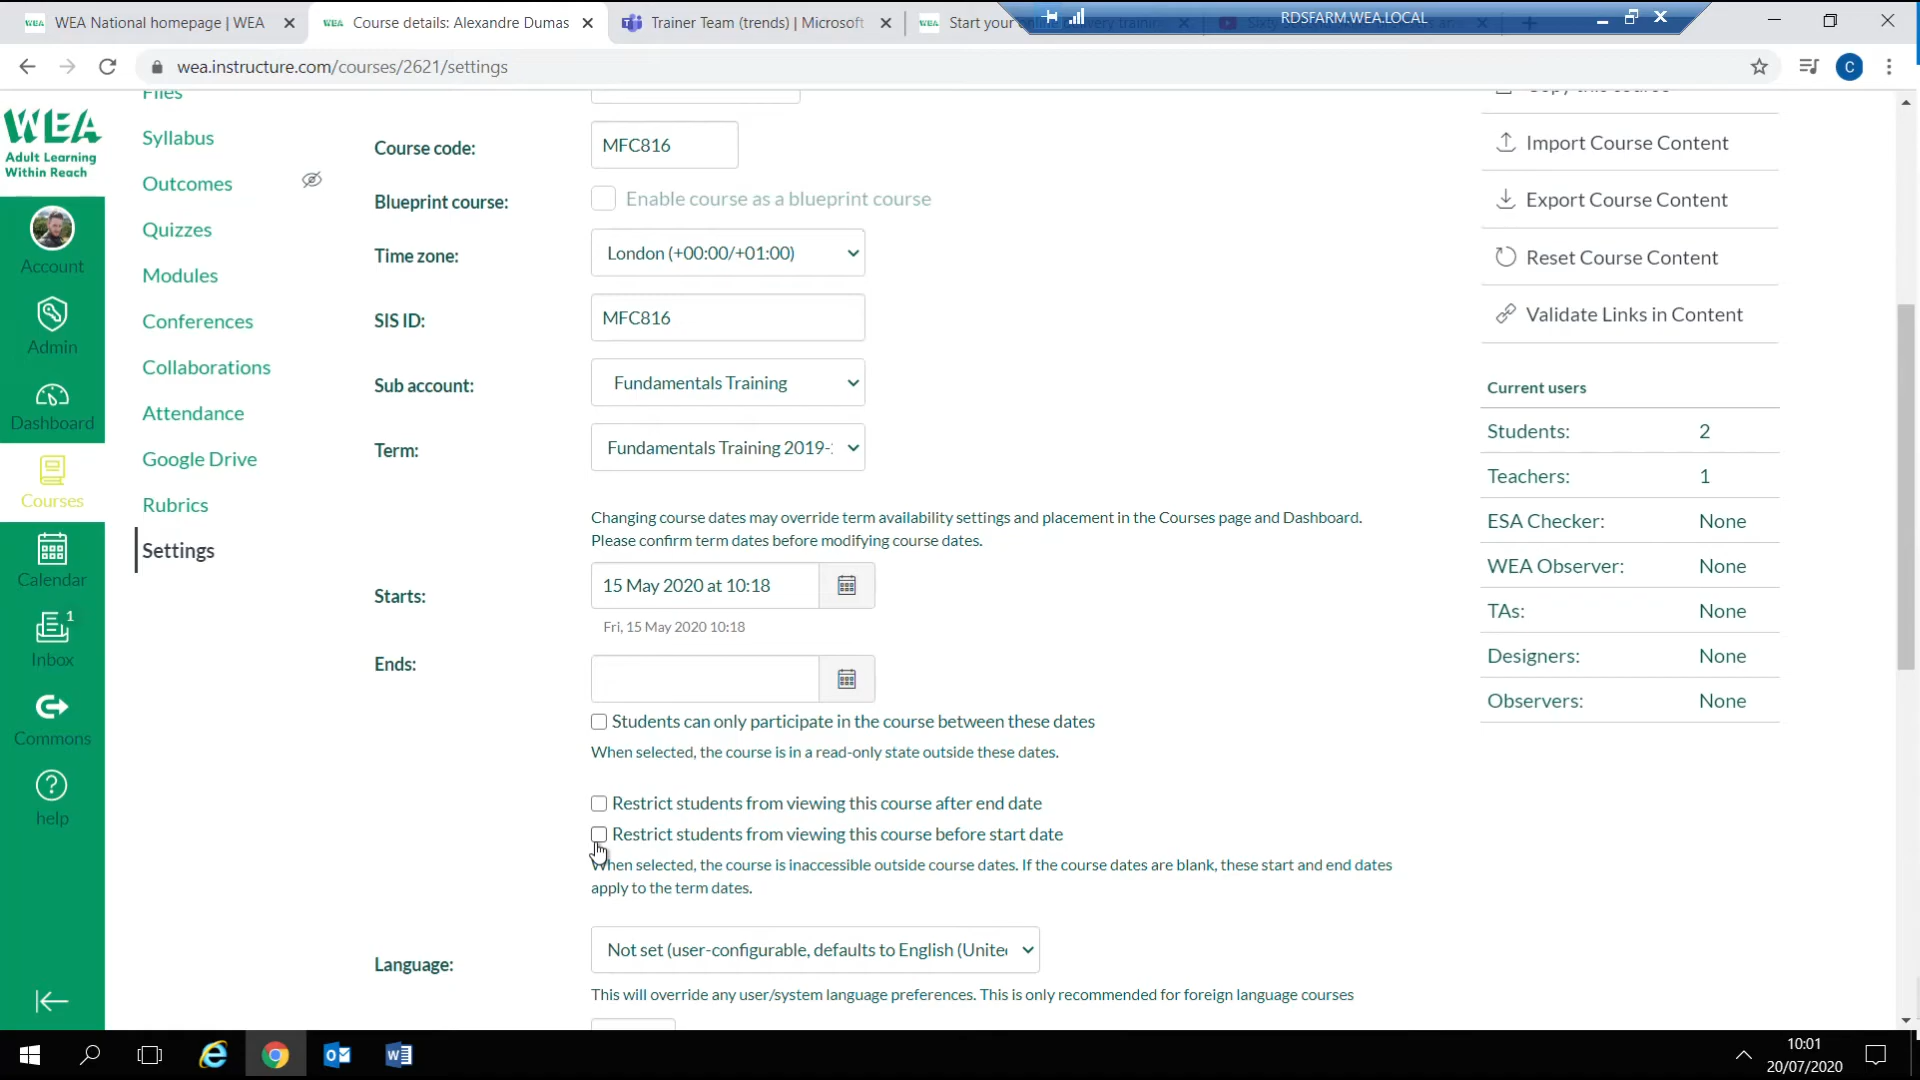 WEA National homepage | WEA
WEA Course details: Alexandre Dumas
Trainer Team (trends) | Microsoft
WEA Start your
RDSFARM.WEA.LOCAL
wea.instructure.com/courses/2621/settings
C
WEA
Adult Learning
Within Reach
Account
Admin
Dashboard
Courses
Calendar
1
Inbox
Commons
help
Files
Syllabus
Outcomes
Quizzes
Modules
Conferences
Collaborations
Attendance
Google Drive
Rubrics
Settings
Course code: MFC816
Blueprint course: Enable course as a blueprint course
Time zone: London (+00:00/+01:00)
SIS ID: MFC816
Sub account: Fundamentals Training
Term: Fundamentals Training 2019-
Changing course dates may override term availability settings and placement in the Courses page and Dashboard.
Please confirm term dates before modifying course dates.
Starts: 15 May 2020 at 10:18
Fri, 15 May 2020 10:18
Ends:
Students can only participate in the course between these dates
When selected, the course is in a read-only state outside these dates.
Restrict students from viewing this course after end date
Restrict students from viewing this course before start date
When selected, the course is inaccessible outside course dates. If the course dates are blank, these start and end dates
apply to the term dates.
Language: Not set (user-configurable, defaults to English (Unite
This will override any user/system language preferences. This is only recommended for foreign language courses
Copy this course
Import Course Content
Export Course Content
Reset Course Content
Validate Links in Content
Current users
Students: 2
Teachers: 1
ESA Checker: None
WEA Observer: None
TAs: None
Designers: None
Observers: None
10:01
20/07/2020